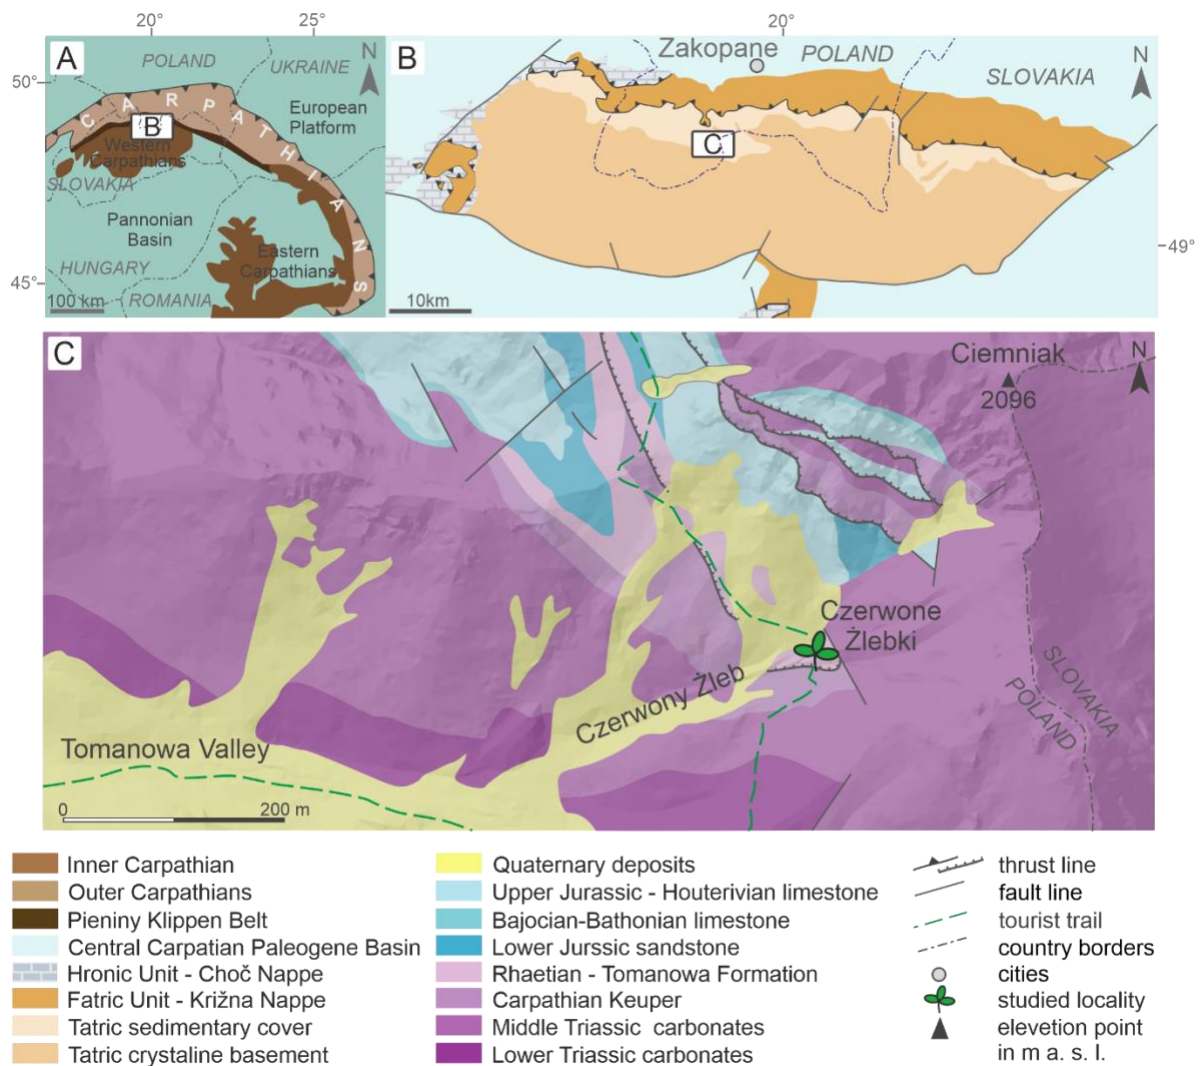 20°
25°
20°
A
POLAND
N
UKRAINE
50°
CARPATHIANS
European
Platform
B
Western
Carpathians
SLOVAKIA
Pannonian
Basin
Eastern
Carpathians
HUNGARY
45°
100 km
ROMANIA
B
Zakopane
POLAND
N
SLOVAKIA
C
49°
10km
C
Ciemniak
N
2096
Czerwone
Żlebki
SLOVAKIA
POLAND
Czerwony Żleb
Tomanowa Valley
0
200 m
Inner Carpathian
Outer Carpathians
Pieniny Klippen Belt
Central Carpatian Paleogene Basin
Hronic Unit - Choč Nappe
Fatric Unit - Križna Nappe
Tatric sedimentary cover
Tatric crystaline basement
Quaternary deposits
Upper Jurassic - Houterivian limestone
Bajocian-Bathonian limestone
Lower Jurssic sandstone
Rhaetian - Tomanowa Formation
Carpathian Keuper
Middle Triassic carbonates
Lower Triassic carbonates
thrust line
fault line
tourist trail
country borders
cities
studied locality
elevetion point
in m a. s. l.